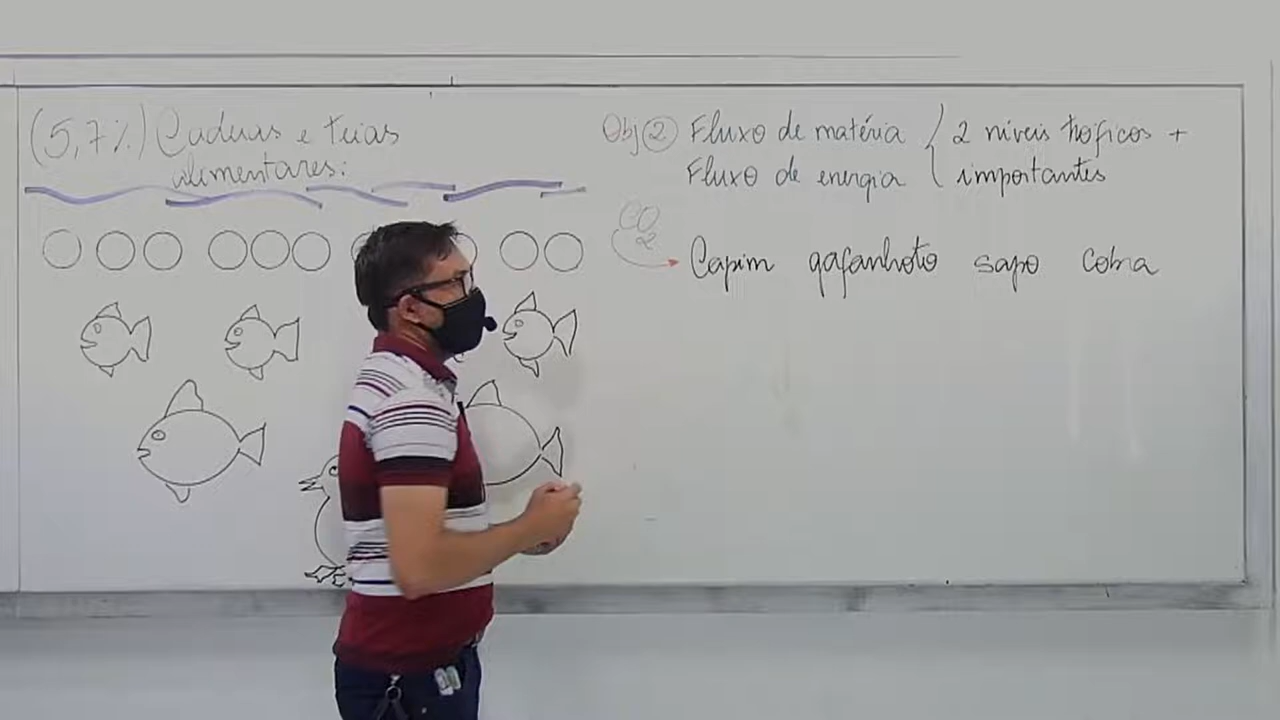 (5,7%) Cadeias e teias
alimentares:
Obj ② Fluxo de matéria { 2 níveis tróficos +
Fluxo de energia importantes
CO2
Capim gafanhoto sapo cobra